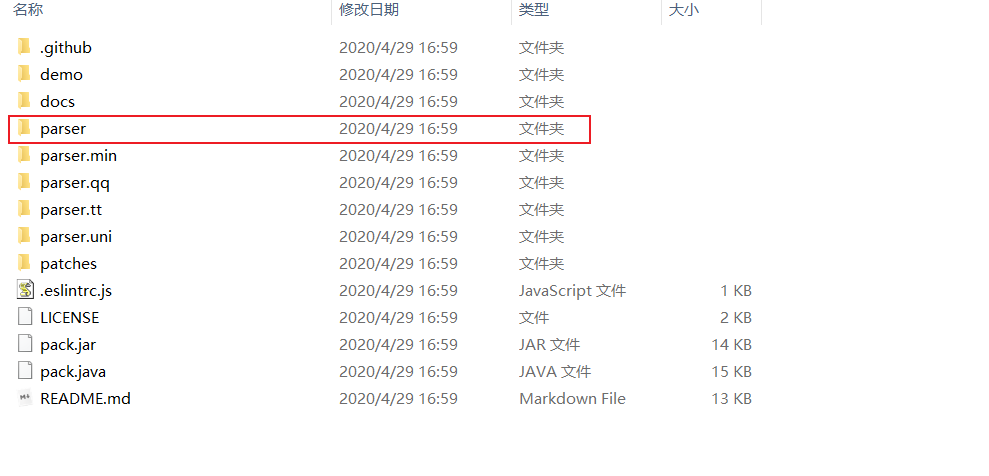 名称 修改日期 类型 大小
.github 2020/4/29 16:59 文件夹
demo 2020/4/29 16:59 文件夹
docs 2020/4/29 16:59 文件夹
parser 2020/4/29 16:59 文件夹
parser.min 2020/4/29 16:59 文件夹
parser.qq 2020/4/29 16:59 文件夹
parser.tt 2020/4/29 16:59 文件夹
parser.uni 2020/4/29 16:59 文件夹
patches 2020/4/29 16:59 文件夹
.eslintrc.js 2020/4/29 16:59 JavaScript 文件 1 KB
LICENSE 2020/4/29 16:59 文件 2 KB
pack.jar 2020/4/29 16:59 JAR 文件 14 KB
pack.java 2020/4/29 16:59 JAVA 文件 15 KB
README.md 2020/4/29 16:59 Markdown File 13 KB